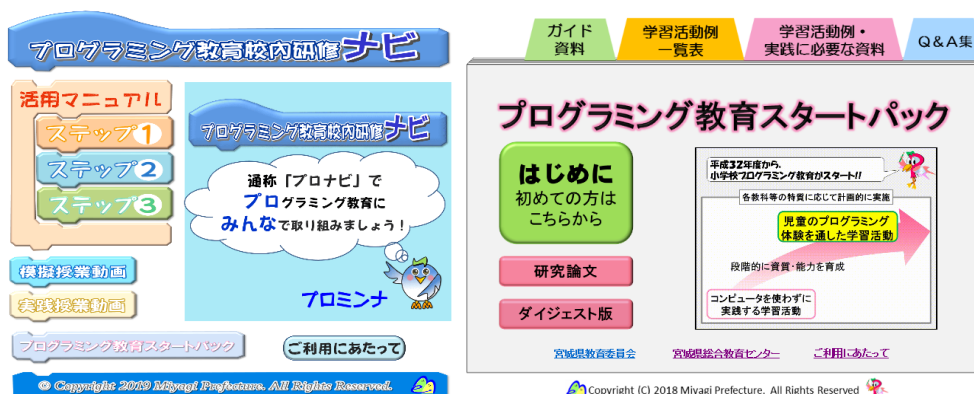 プログラミング教育校内研修ナビ
活用マニュアル
ステップ1
ステップ2
ステップ3
模擬授業動画
実践授業動画
プログラミング教育スタートパック
プログラミング教育校内研修ナビ
通称「プロナビ」で
プログラミング教育に
みんなで取り組みましょう!
プロミンナ
ご利用にあたって
© Copyright 2019 Miyagi Prefecture. All Rights Reserved.
ガイド
資料
学習活動例
一覧表
学習活動例・
実践に必要な資料
Q&A集
プログラミング教育スタートパック
はじめに
初めての方は
こちらから
研究論文
ダイジェスト版
平成32年度から、
小学校プログラミング教育がスタート!!
各教科等の特質に応じて計画的に実施
児童のプログラミング
体験を通した学習活動
段階的に資質・能力を育成
コンピュータを使わずに
実践する学習活動
宮城県教育委員会
宮城県総合教育センター
ご利用にあたって
Copyright (C) 2018 Miyagi Prefecture. All Rights Reserved